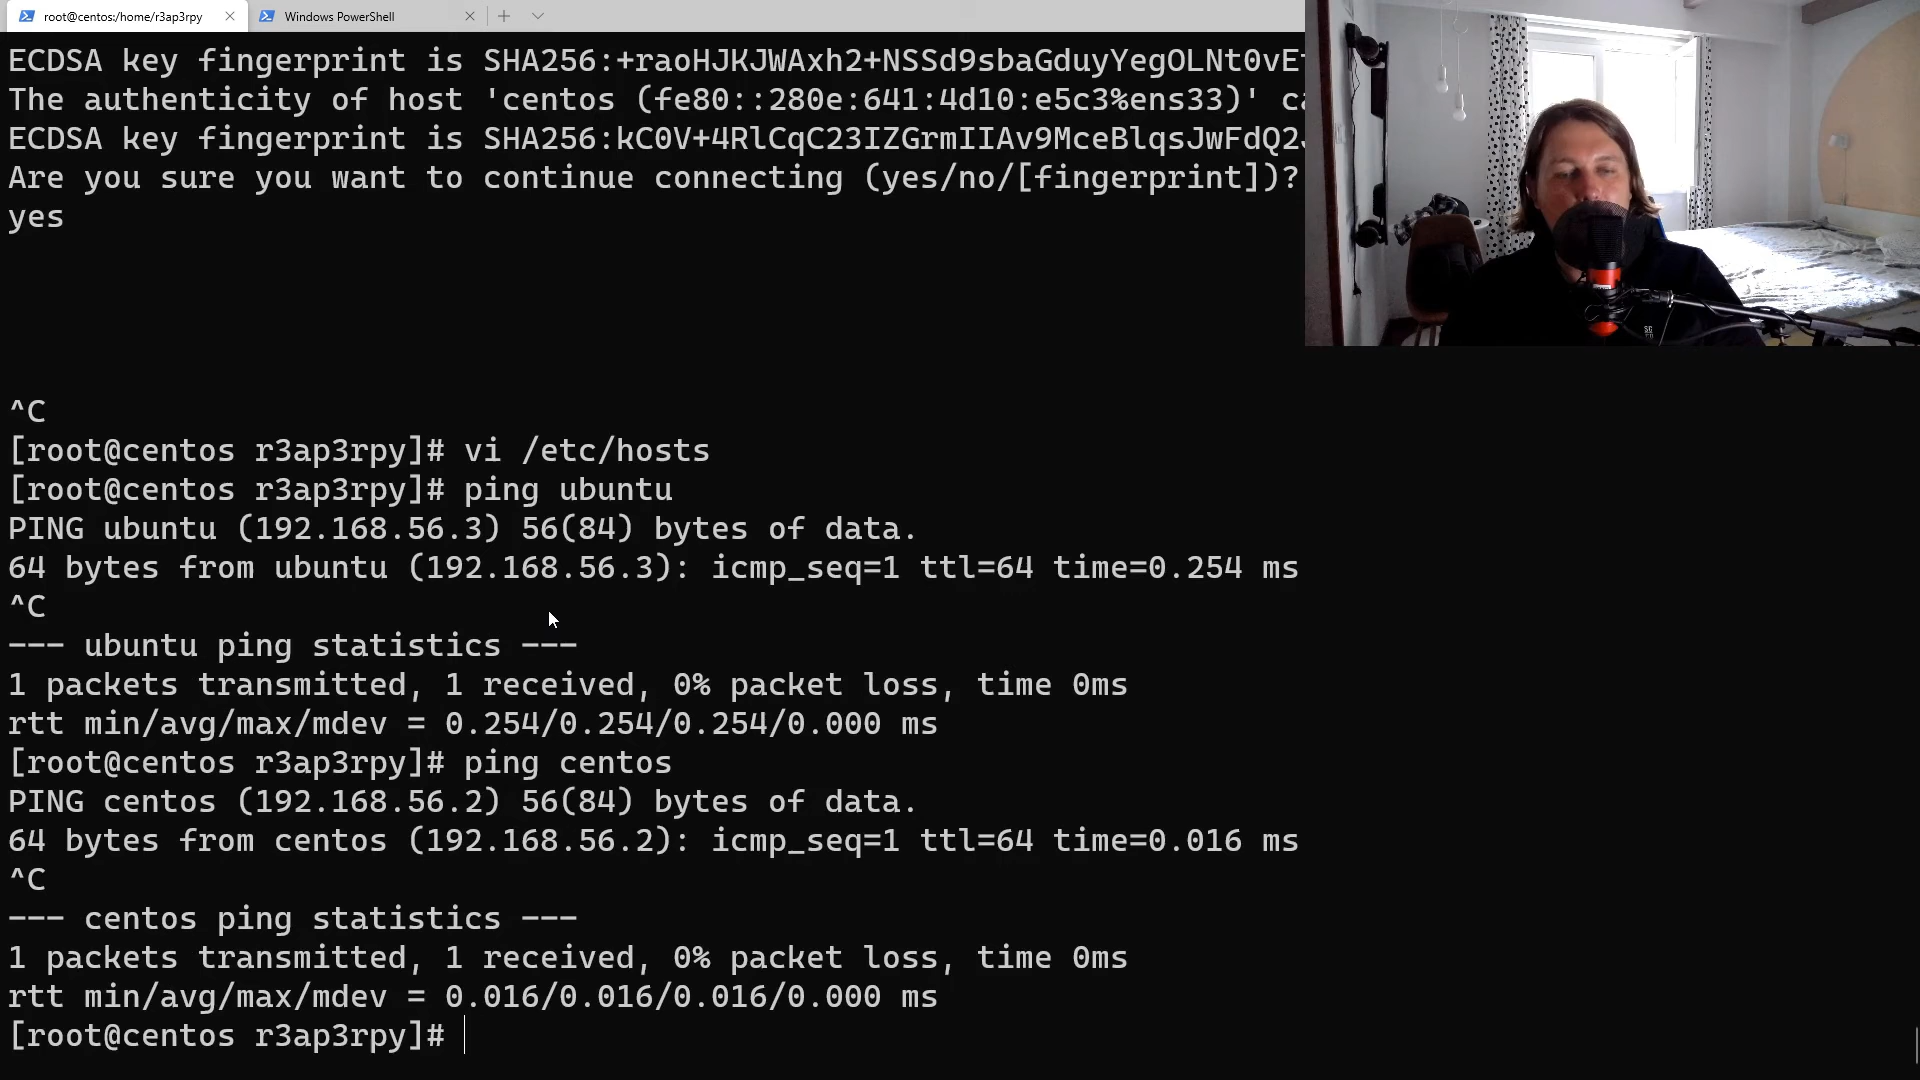 root@centos:/home/r3ap3rpy
Windows PowerShell
ECDSA key fingerprint is SHA256:+raoHJKJWAxh2+NSSd9sbaGduyYegOLNt0vE
The authenticity of host 'centos (fe80::280e:641:4d10:e5c3%ens33)' ca
ECDSA key fingerprint is SHA256:kC0V+4RlCqC23IZGrmIIAv9MceBlqsJwFdQ2
Are you sure you want to continue connecting (yes/no/[fingerprint])?
yes
^C
[root@centos r3ap3rpy]# vi /etc/hosts
[root@centos r3ap3rpy]# ping ubuntu
PING ubuntu (192.168.56.3) 56(84) bytes of data.
64 bytes from ubuntu (192.168.56.3): icmp_seq=1 ttl=64 time=0.254 ms
^C
--- ubuntu ping statistics ---
1 packets transmitted, 1 received, 0% packet loss, time 0ms
rtt min/avg/max/mdev = 0.254/0.254/0.254/0.000 ms
[root@centos r3ap3rpy]# ping centos
PING centos (192.168.56.2) 56(84) bytes of data.
64 bytes from centos (192.168.56.2): icmp_seq=1 ttl=64 time=0.016 ms
^C
--- centos ping statistics ---
1 packets transmitted, 1 received, 0% packet loss, time 0ms
rtt min/avg/max/mdev = 0.016/0.016/0.016/0.000 ms
[root@centos r3ap3rpy]#